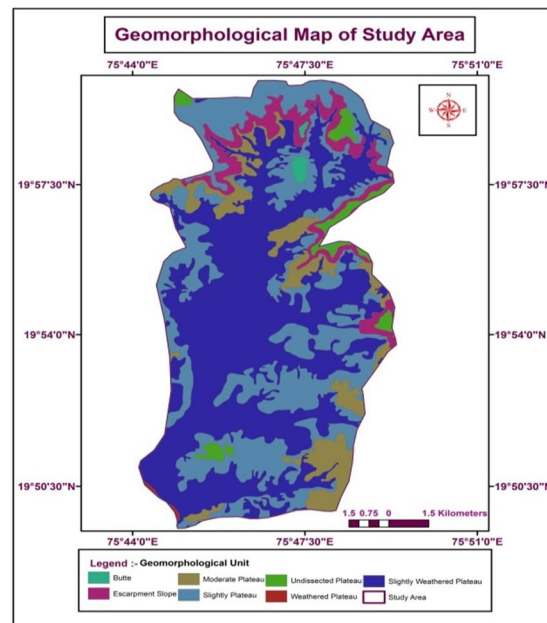 Geomorphological Map of Study Area
75°44'0"E 75°47'30"E 75°51'0"E
N
W E
S
19°57'30"N 19°57'30"N
19°54'0"N 19°54'0"N
19°50'30"N 19°50'30"N
1.5 0.75 0 1.5 Kilometers
75°44'0"E 75°47'30"E 75°51'0"E
Legend :- Geomorphological Unit
Butte Moderate Plateau Undissected Plateau Slightly Weathered Plateau
Escarpment Slope Slightly Plateau Weathered Plateau Study Area